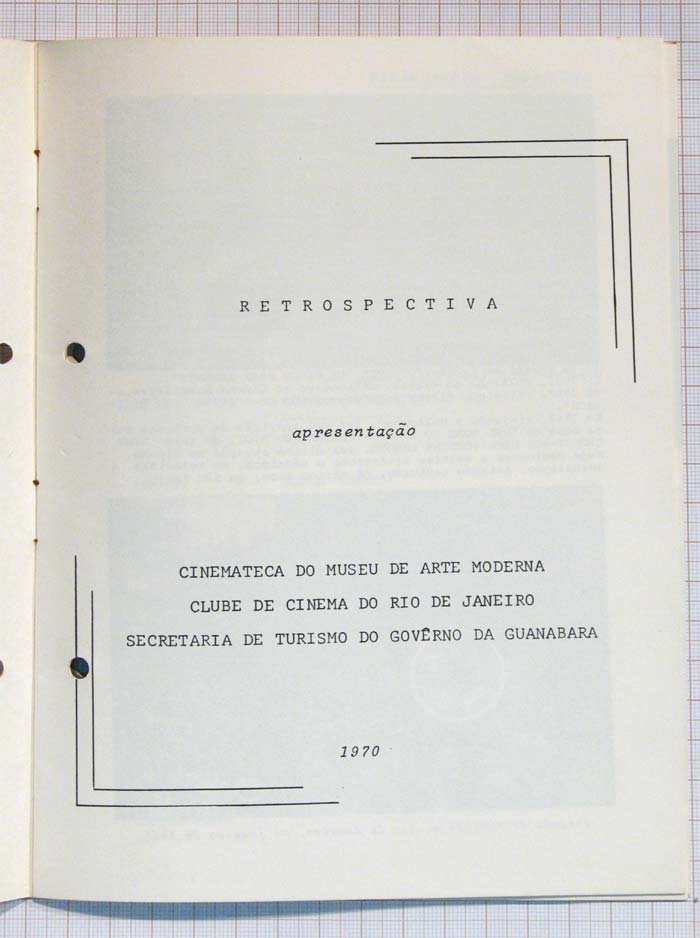 RETROSPECTIVA
apresentação
CINEMATECA DO MUSEU DE ARTE MODERNA
CLUBE DE CINEMA DO RIO DE JANEIRO
SECRETARIA DE TURISMO DO GOVÊRNO DA GUANABARA
1970